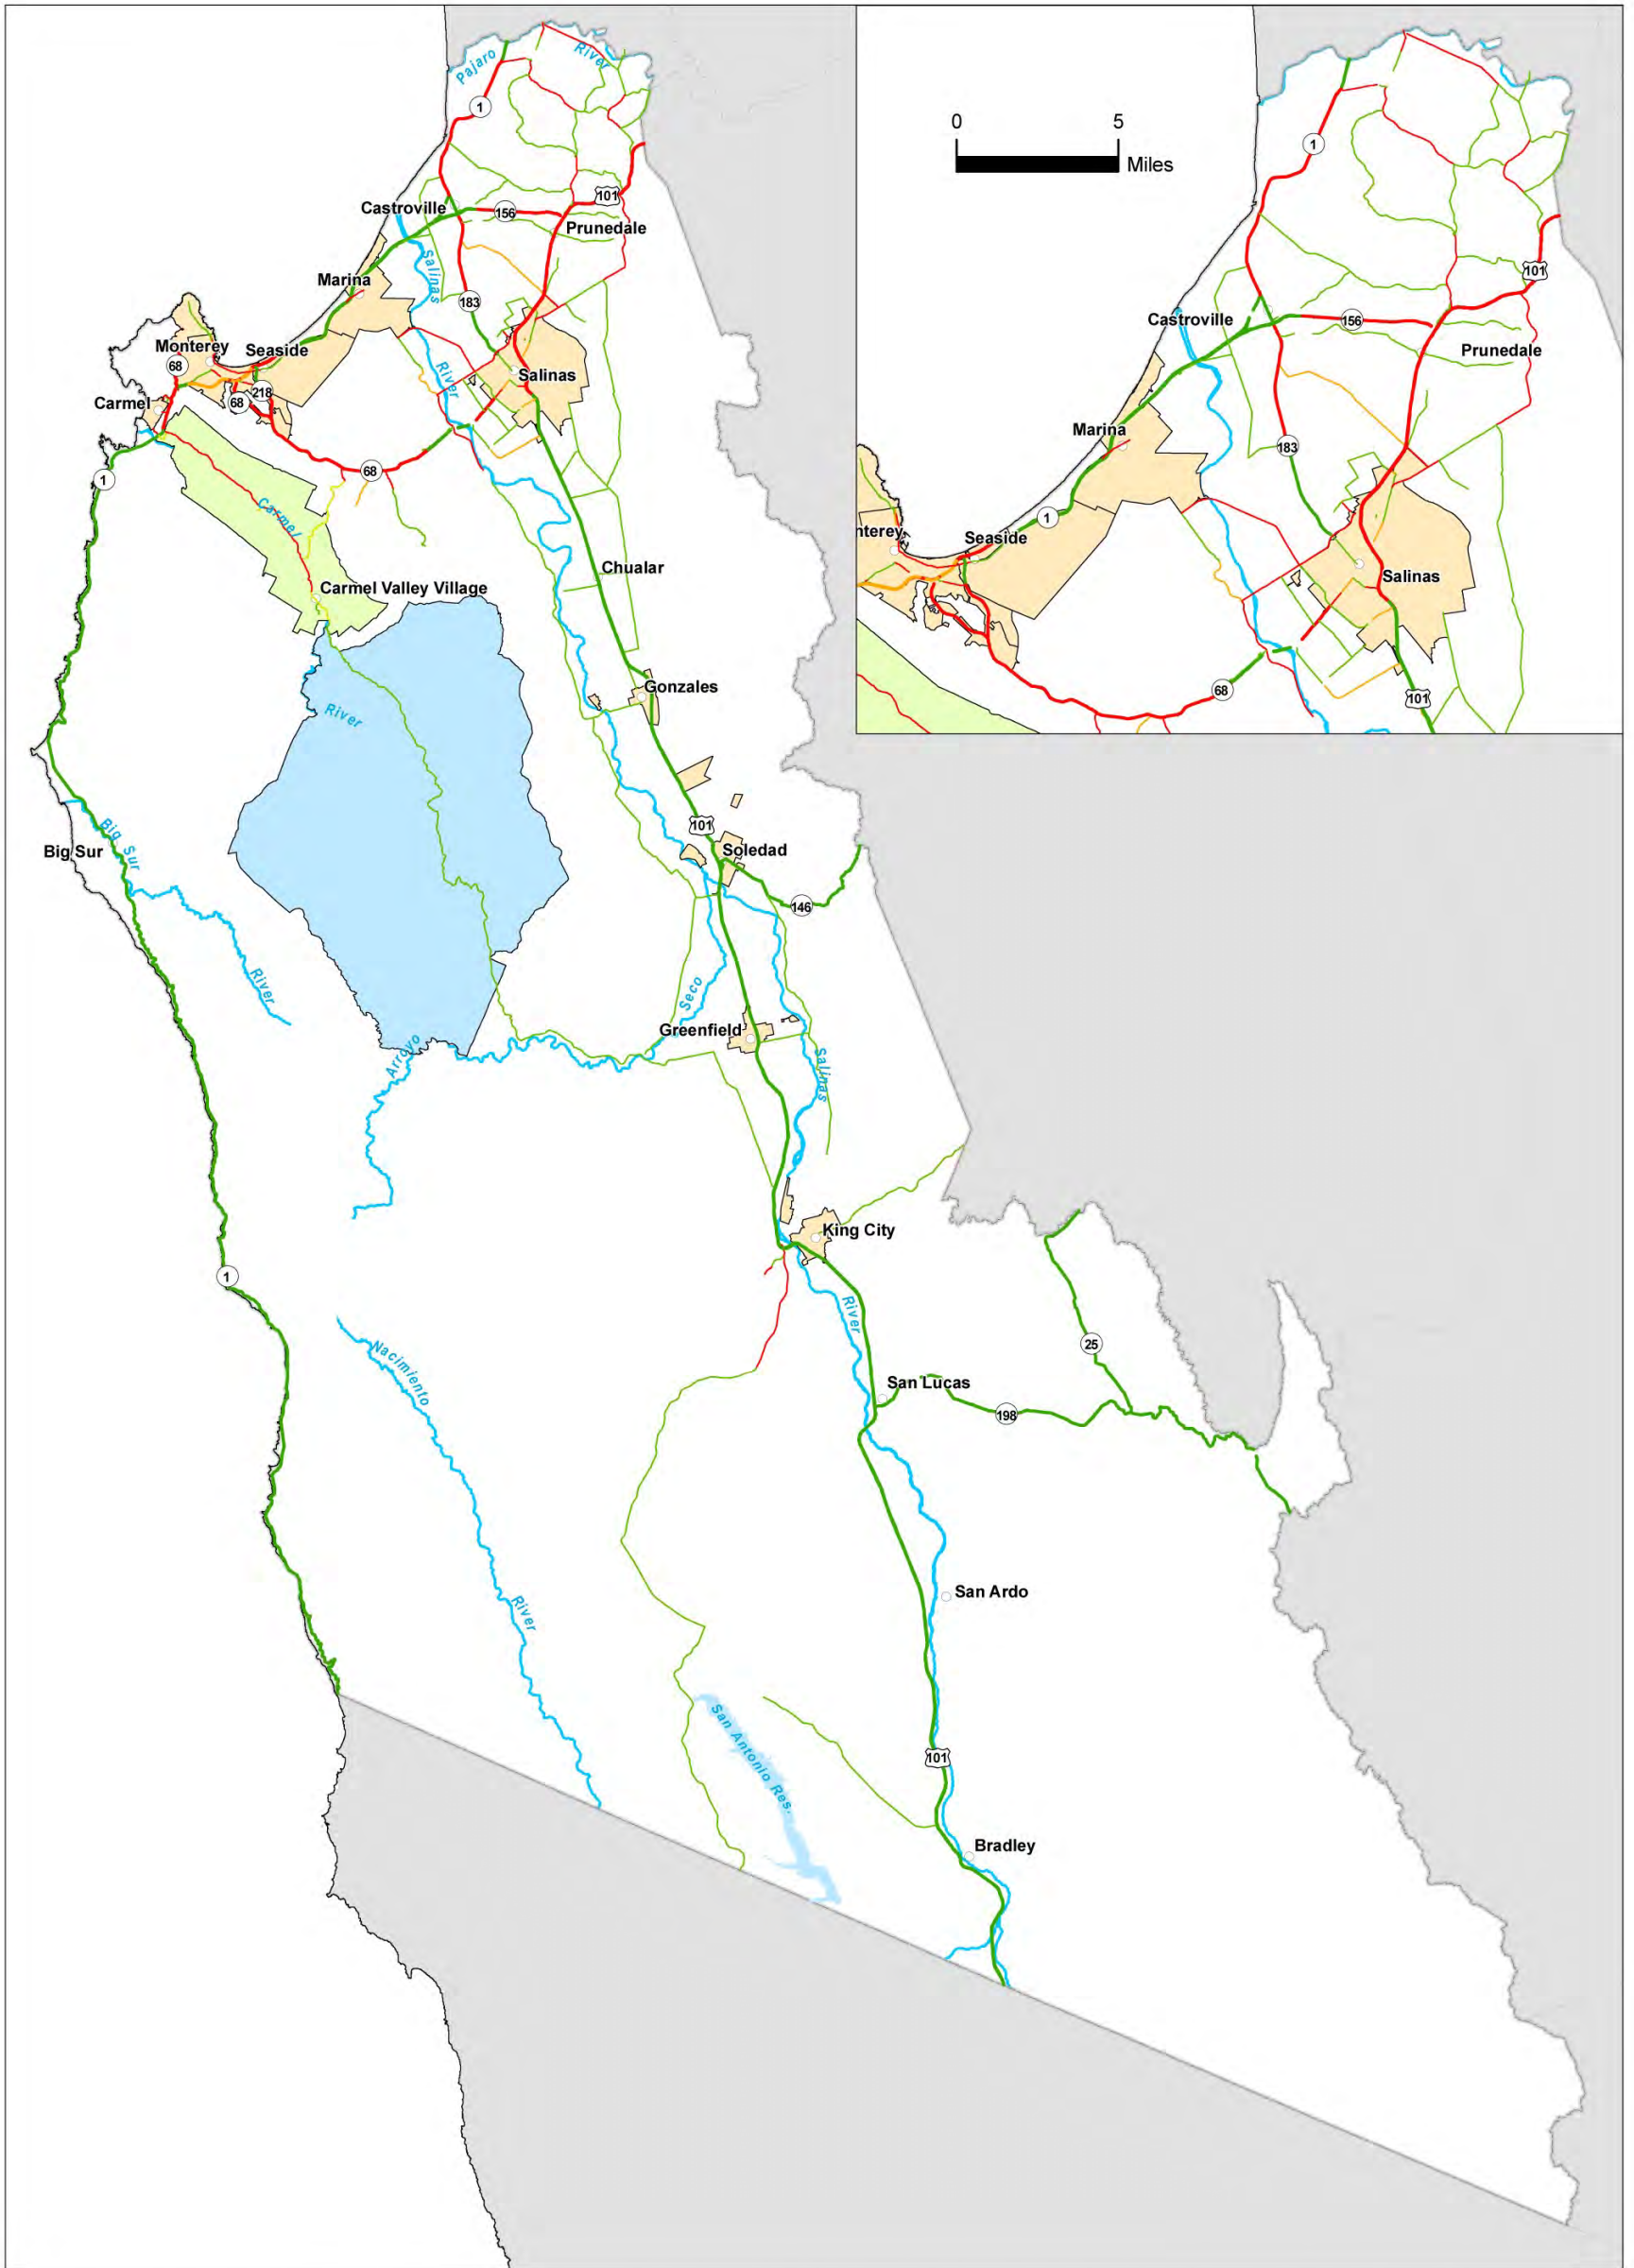 Pajaro
River
1
101
Castroville
156
Prunedale
Salinas
Marina
183
Monterey
Seaside
68
River
Salinas
218
68
Carmel
68
1
Carmel
Chualar
Carmel Valley Village
Gonzales
River
101
Soledad
Big Sur
Big Sur
146
River
Seco
Greenfield
Arroyo
Salinas
King City
1
River
25
Nacimiento
San Lucas
198
San Ardo
River
San Antonio Res.
101
Bradley
0
5
Miles
1
101
Castroville
156
Prunedale
Marina
183
1
nterey
Seaside
Salinas
68
101